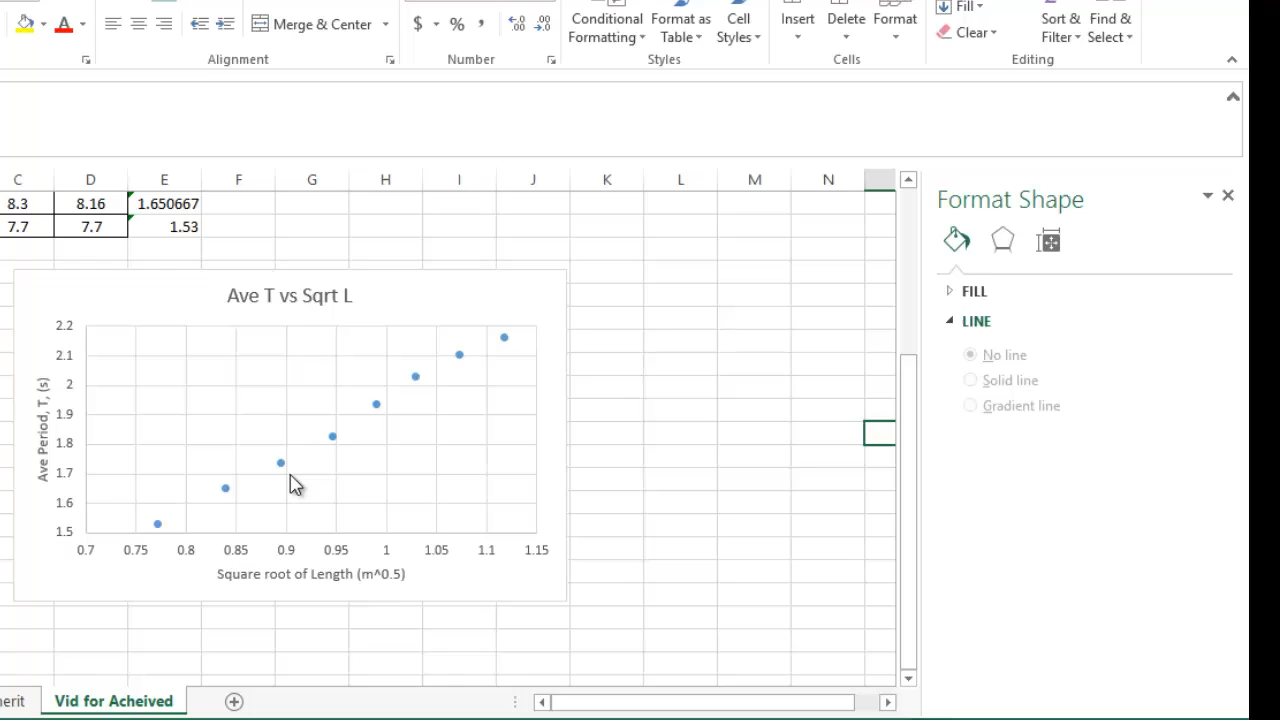 Merge & Center
$ % ,
Conditional
Formatting
Format as
Table
Cell
Styles
Insert
Delete
Format
Fill
Clear
Sort &
Filter
Find &
Select
Alignment
Number
Styles
Cells
Editing
C D E F G H I J K L M N
8.3 8.16 1.650667
7.7 7.7 1.53
Ave T vs Sqrt L
2.2
2.1
2
1.9
1.8
1.7
1.6
1.5
Ave Period, T, (s)
0.7 0.75 0.8 0.85 0.9 0.95 1 1.05 1.1 1.15
Square root of Length (m^0.5)
Format Shape
FILL
LINE
No line
Solid line
Gradient line
Vid for Acheived